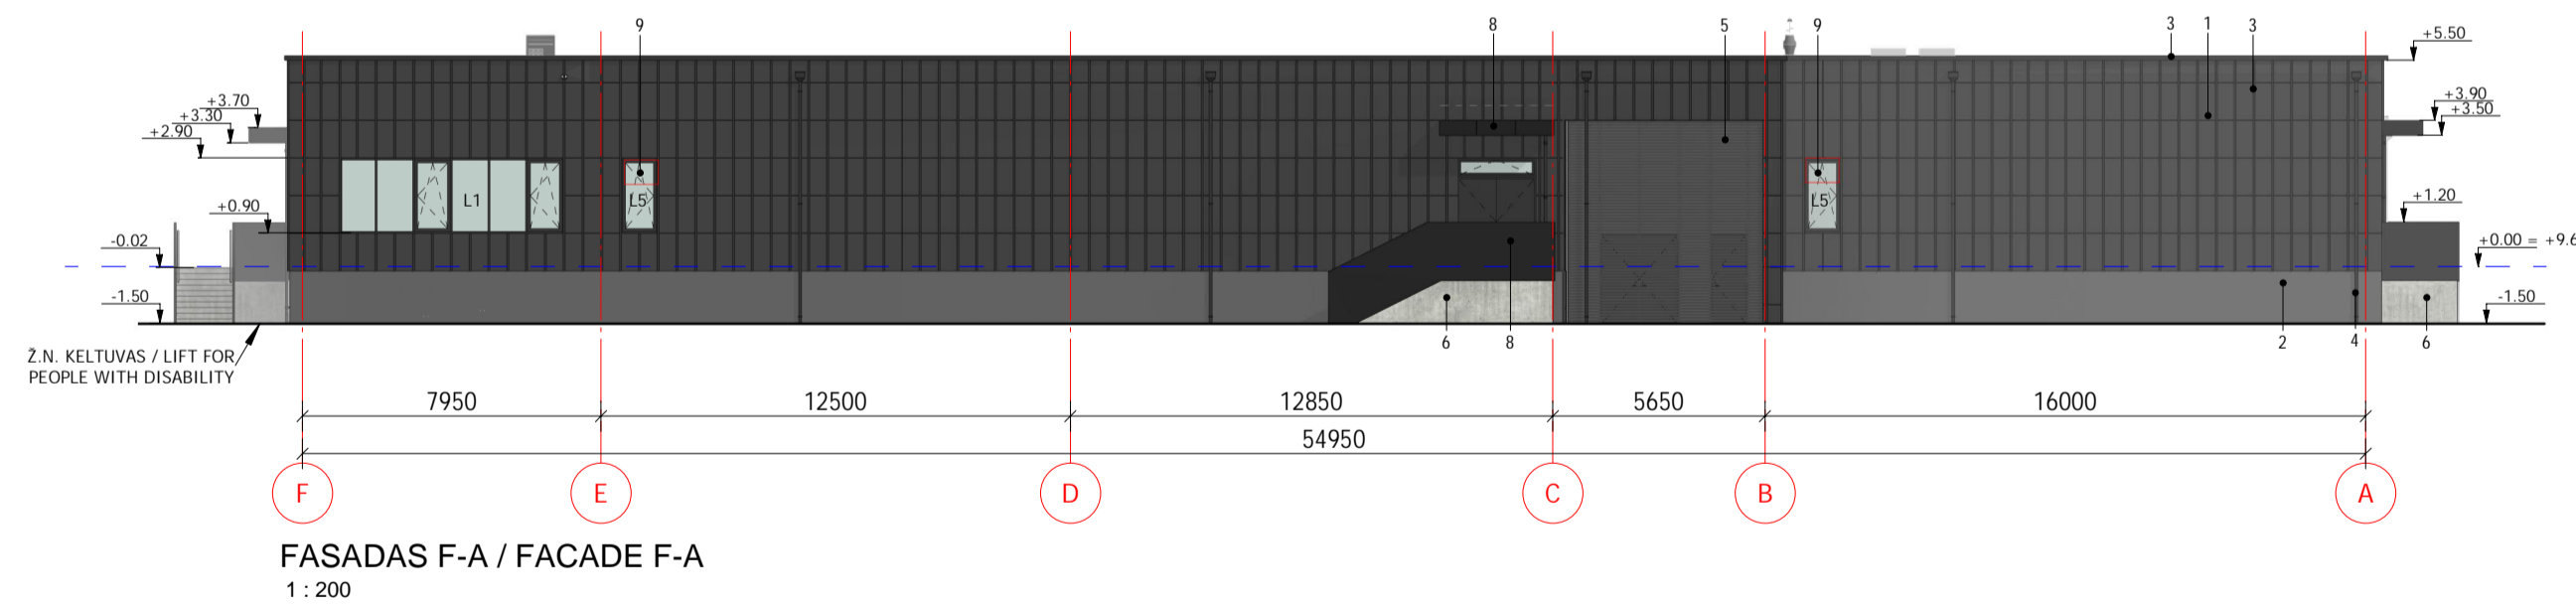 9
8
5
9
3
1
3
+5.50
+3.70
+3.30
+2.90
+3.90
+3.50
L1
L5
L5
+0.90
+1.20
-0.02
+0.00 = +9.6
-1.50
-1.50
6
8
2
4
6
Ž.N. KELTUVAS / LIFT FOR
PEOPLE WITH DISABILITY
7950
12500
12850
5650
16000
54950
F
E
D
C
B
A
FASADAS F-A / FACADE F-A
1 : 200